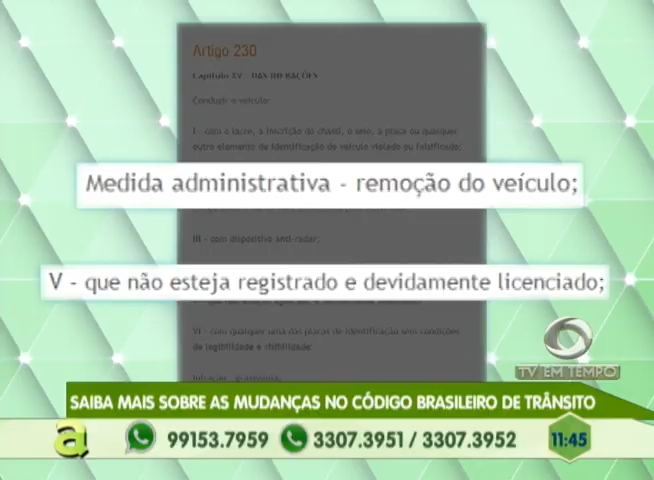 Artigo 230
Capítulo XV - DAS INFRAÇÕES
Conduzir o veículo:
I - com o lacre, a inscrição do chassi, o selo, a placa ou qualquer
outro elemento de identificação do veículo violado ou falsificado;
Medida administrativa - remoção do veículo;
III - com dispositivo anti-radar;
V - que não esteja registrado e devidamente licenciado;
VI - com qualquer uma das placas de identificação sem condições
de legibilidade e visibilidade:
TV EM TEMPO
SAIBA MAIS SOBRE AS MUDANÇAS NO CÓDIGO BRASILEIRO DE TRÂNSITO
a 99153.7959 3307.3951 / 3307.3952 11:45